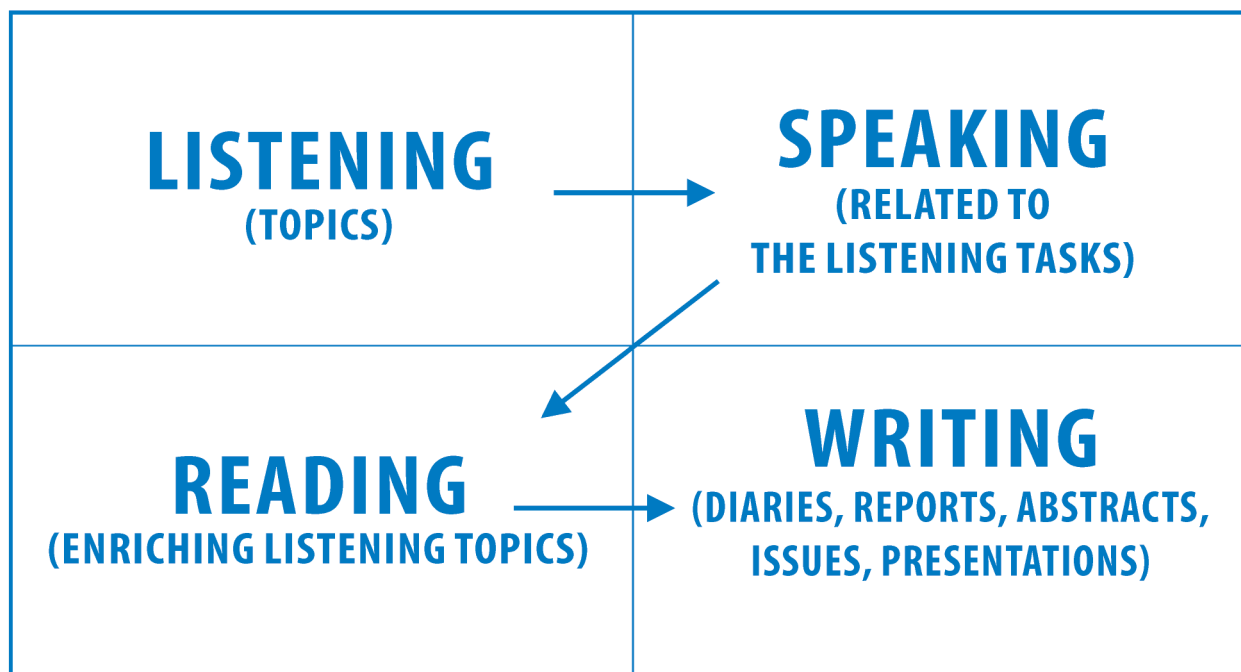 LISTENING
(TOPICS)
SPEAKING
(RELATED TO
THE LISTENING TASKS)
READING
(ENRICHING LISTENING TOPICS)
WRITING
(DIARIES, REPORTS, ABSTRACTS,
ISSUES, PRESENTATIONS)